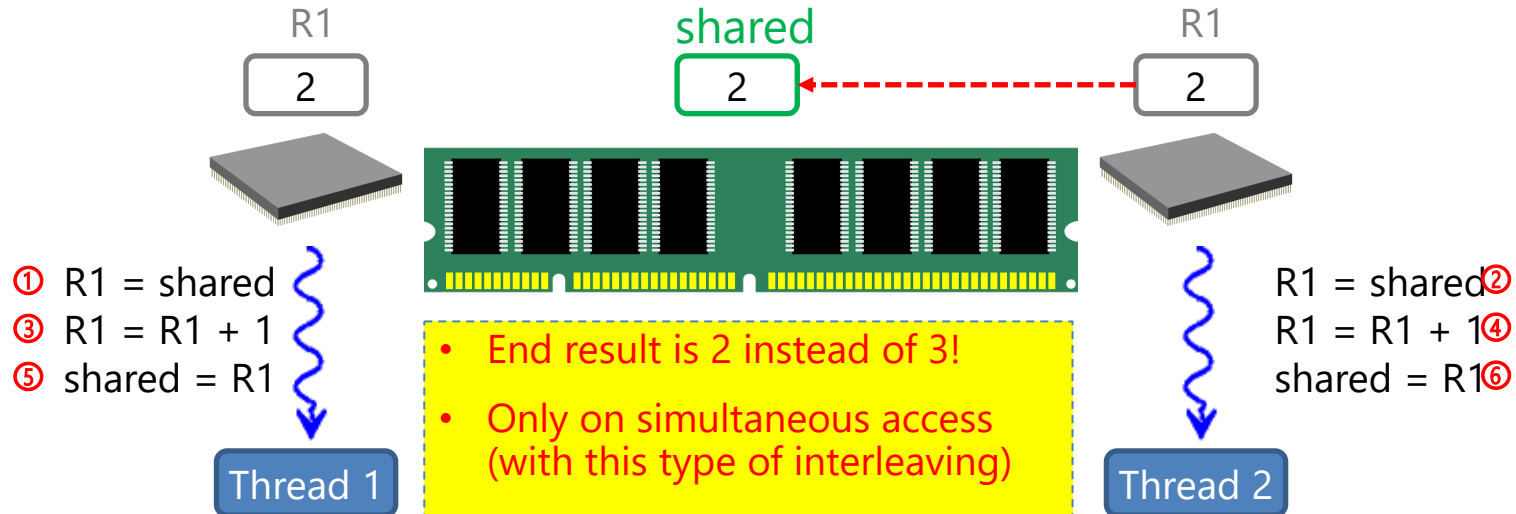 R1
shared
R1
2
2
2
① R1 = shared
③ R1 = R1 + 1
⑤ shared = R1
R1 = shared②
R1 = R1 + 1④
shared = R1⑥
• End result is 2 instead of 3!
• Only on simultaneous access
(with this type of interleaving)
Thread 1
Thread 2